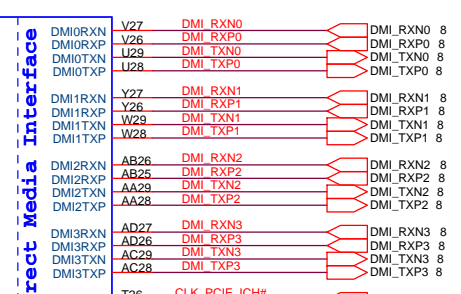 rect Media Interface
DMI0RXN V27 DMI_RXN0 DMI_RXN0 8
DMI0RXP V26 DMI_RXP0 DMI_RXP0 8
DMI0TXN U29 DMI_TXN0 DMI_TXN0 8
DMI0TXP U28 DMI_TXP0 DMI_TXP0 8
DMI1RXN Y27 DMI_RXN1 DMI_RXN1 8
DMI1RXP Y26 DMI_RXP1 DMI_RXP1 8
DMI1TXN W29 DMI_TXN1 DMI_TXN1 8
DMI1TXP W28 DMI_TXP1 DMI_TXP1 8
DMI2RXN AB26 DMI_RXN2 DMI_RXN2 8
DMI2RXP AB25 DMI_RXP2 DMI_RXP2 8
DMI2TXN AA29 DMI_TXN2 DMI_TXN2 8
DMI2TXP AA28 DMI_TXP2 DMI_TXP2 8
DMI3RXN AD27 DMI_RXN3 DMI_RXN3 8
DMI3RXP AD26 DMI_RXP3 DMI_RXP3 8
DMI3TXN AC29 DMI_TXN3 DMI_TXN3 8
DMI3TXP AC28 DMI_TXP3 DMI_TXP3 8
T26 CLK_PCIE_ICH#